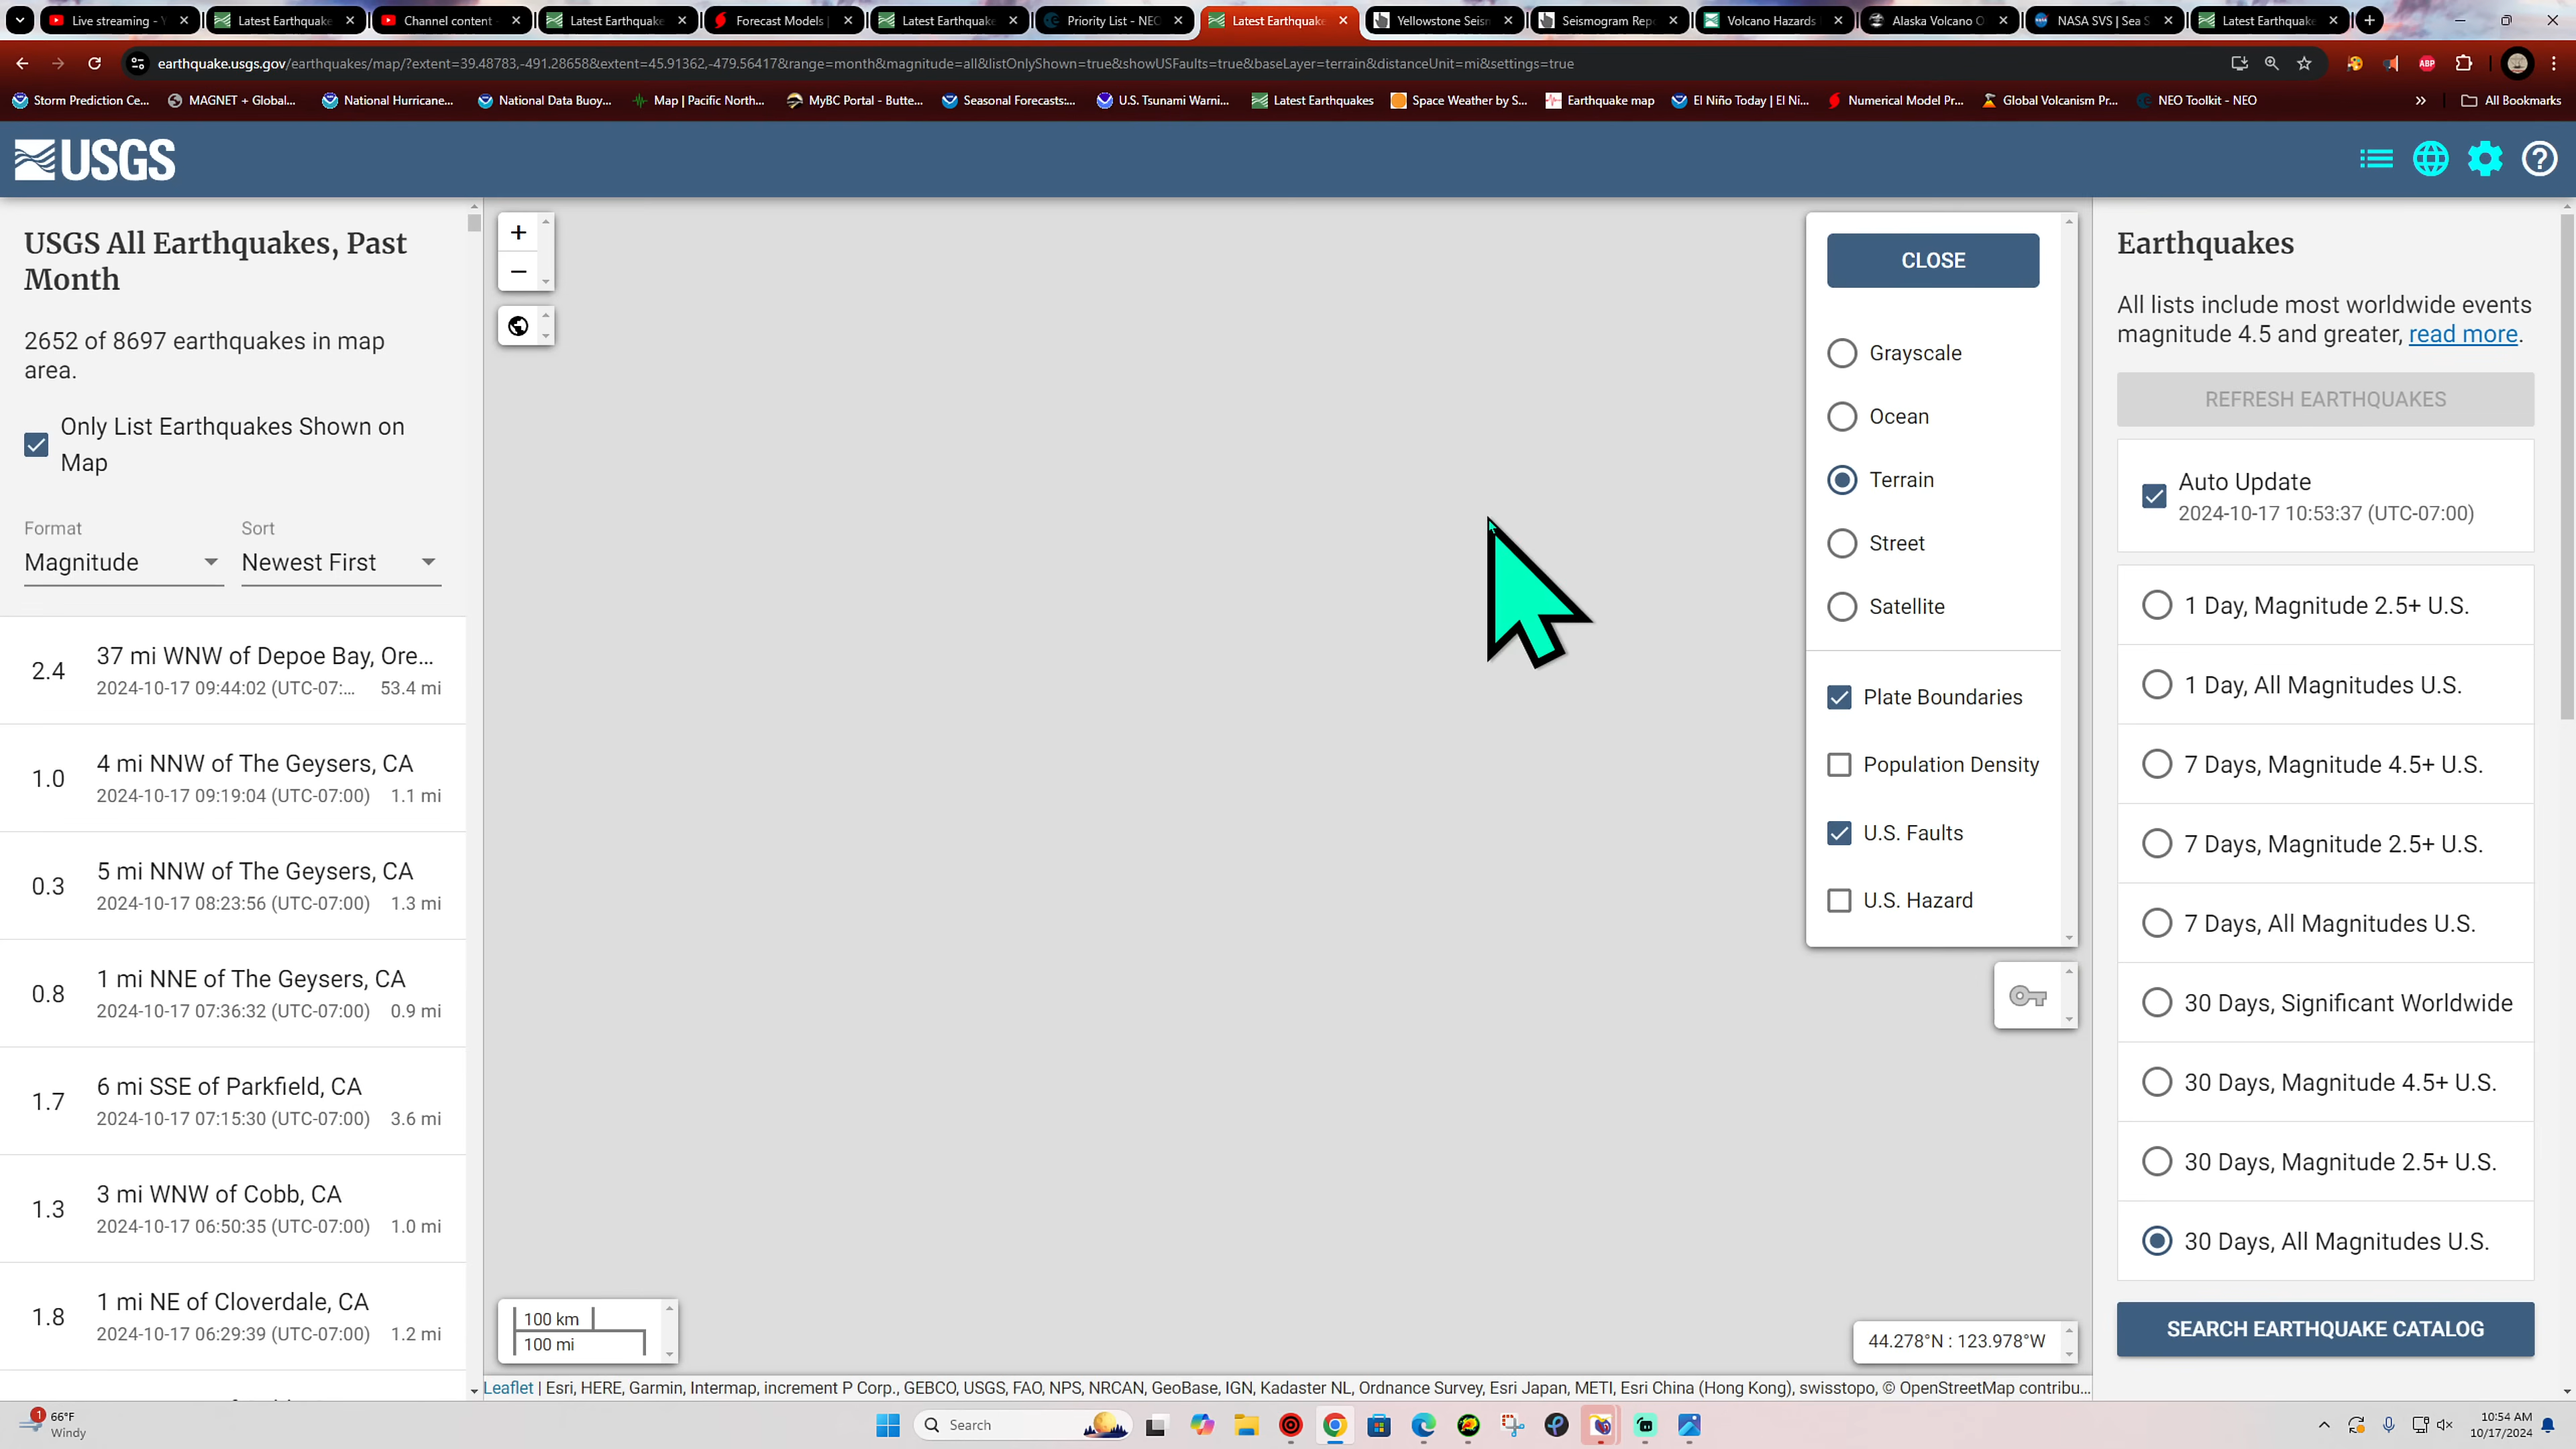 Live streaming - Y
Latest Earthquake
Channel content -
Latest Earthquake
Forecast Models |
Latest Earthquake
Priority List - NEO
Latest Earthquake
Yellowstone Seism
Seismogram Repo
Volcano Hazards
Alaska Volcano O
NASA SVS | Sea S
Latest Earthquake
earthquake.usgs.gov/earthquakes/map/?extent=39.48783,-491.28658&extent=45.91362,-479.56417&range=month&magnitude=all&listOnlyShown=true&showUSFaults=true&baseLayer=terrain&distanceUnit=mi&settings=true
ABP
Storm Prediction Ce...
MAGNET + Global...
National Hurricane...
National Data Buoy...
Map | Pacific North...
MyBC Portal - Butte...
Seasonal Forecasts:...
U.S. Tsunami Warni...
Latest Earthquakes
Space Weather by S...
Earthquake map
El Niño Today | El Ni...
Numerical Model Pr...
Global Volcanism Pr...
NEO Toolkit - NEO
All Bookmarks
USGS
USGS All Earthquakes, Past
Month
2652 of 8697 earthquakes in map
area.
Only List Earthquakes Shown on
Map
Format
Sort
Magnitude
Newest First
2.4
37 mi WNW of Depoe Bay, Ore...
2024-10-17 09:44:02 (UTC-07:...
53.4 mi
1.0
4 mi NNW of The Geysers, CA
2024-10-17 09:19:04 (UTC-07:00)
1.1 mi
0.3
5 mi NNW of The Geysers, CA
2024-10-17 08:23:56 (UTC-07:00)
1.3 mi
0.8
1 mi NNE of The Geysers, CA
2024-10-17 07:36:32 (UTC-07:00)
0.9 mi
1.7
6 mi SSE of Parkfield, CA
2024-10-17 07:15:30 (UTC-07:00)
3.6 mi
1.3
3 mi WNW of Cobb, CA
2024-10-17 06:50:35 (UTC-07:00)
1.0 mi
1.8
1 mi NE of Cloverdale, CA
2024-10-17 06:29:39 (UTC-07:00)
1.2 mi
+
−
100 km
100 mi
CLOSE
Grayscale
Ocean
Terrain
Street
Satellite
Plate Boundaries
Population Density
U.S. Faults
U.S. Hazard
44.278°N : 123.978°W
Leaflet | Esri, HERE, Garmin, Intermap, increment P Corp., GEBCO, USGS, FAO, NPS, NRCAN, GeoBase, IGN, Kadaster NL, Ordnance Survey, Esri Japan, METI, Esri China (Hong Kong), swisstopo, © OpenStreetMap contribu...
Earthquakes
All lists include most worldwide events
magnitude 4.5 and greater, read more.
REFRESH EARTHQUAKES
Auto Update
2024-10-17 10:53:37 (UTC-07:00)
1 Day, Magnitude 2.5+ U.S.
1 Day, All Magnitudes U.S.
7 Days, Magnitude 4.5+ U.S.
7 Days, Magnitude 2.5+ U.S.
7 Days, All Magnitudes U.S.
30 Days, Significant Worldwide
30 Days, Magnitude 4.5+ U.S.
30 Days, Magnitude 2.5+ U.S.
30 Days, All Magnitudes U.S.
SEARCH EARTHQUAKE CATALOG
1
66°F
Windy
Search
10:54 AM
10/17/2024